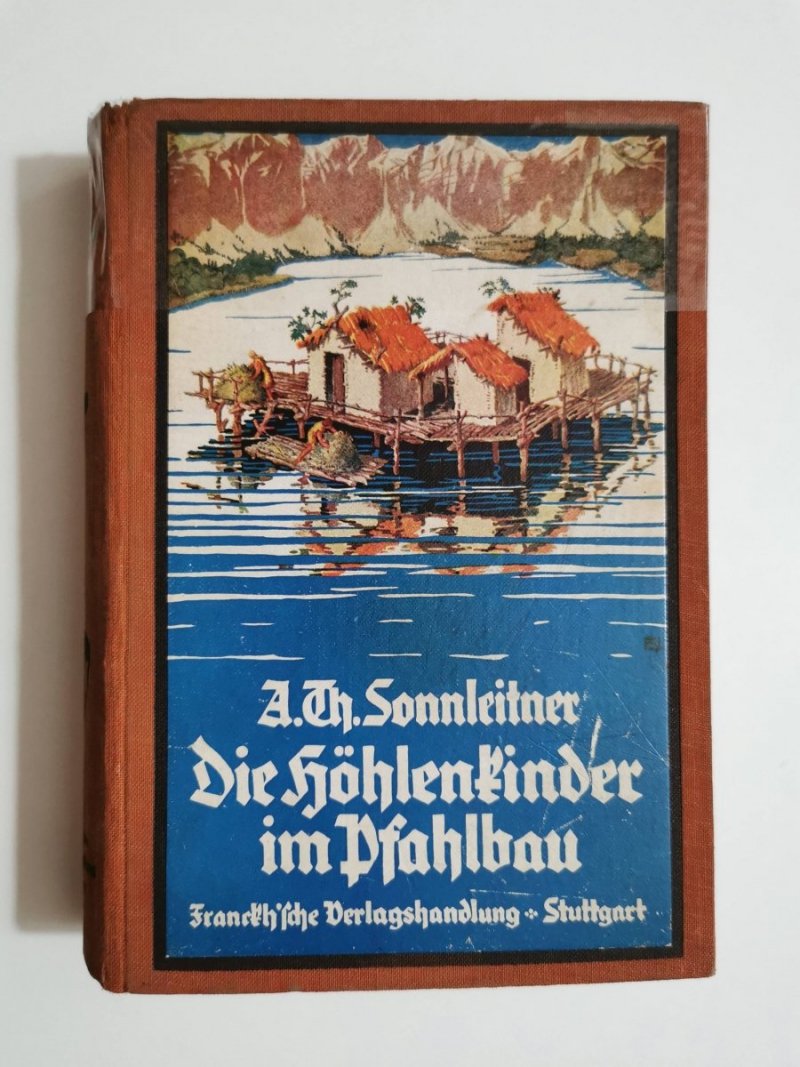 A. Th. Sonnleitner
Die Höhlenkinder
im Pfahlbau
Franckh'sche Verlagshandlung · Stuttgart